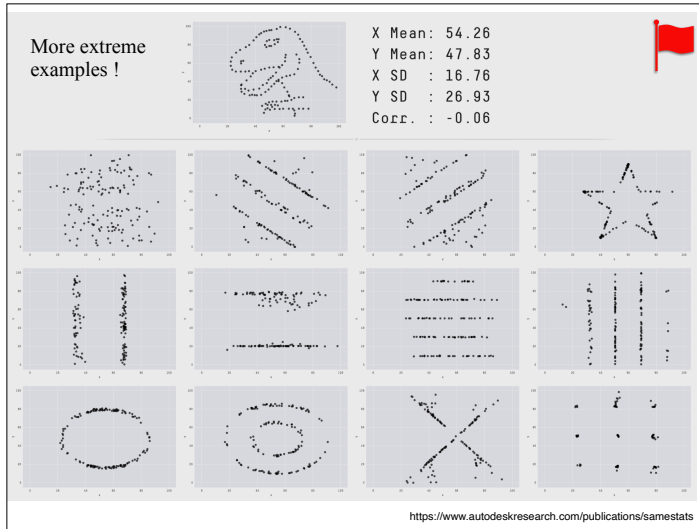 More extreme
examples !
X Mean: 54.26
Y Mean: 47.83
X SD : 16.76
Y SD : 26.93
Corr. : -0.06
https://www.autodeskresearch.com/publications/samestats